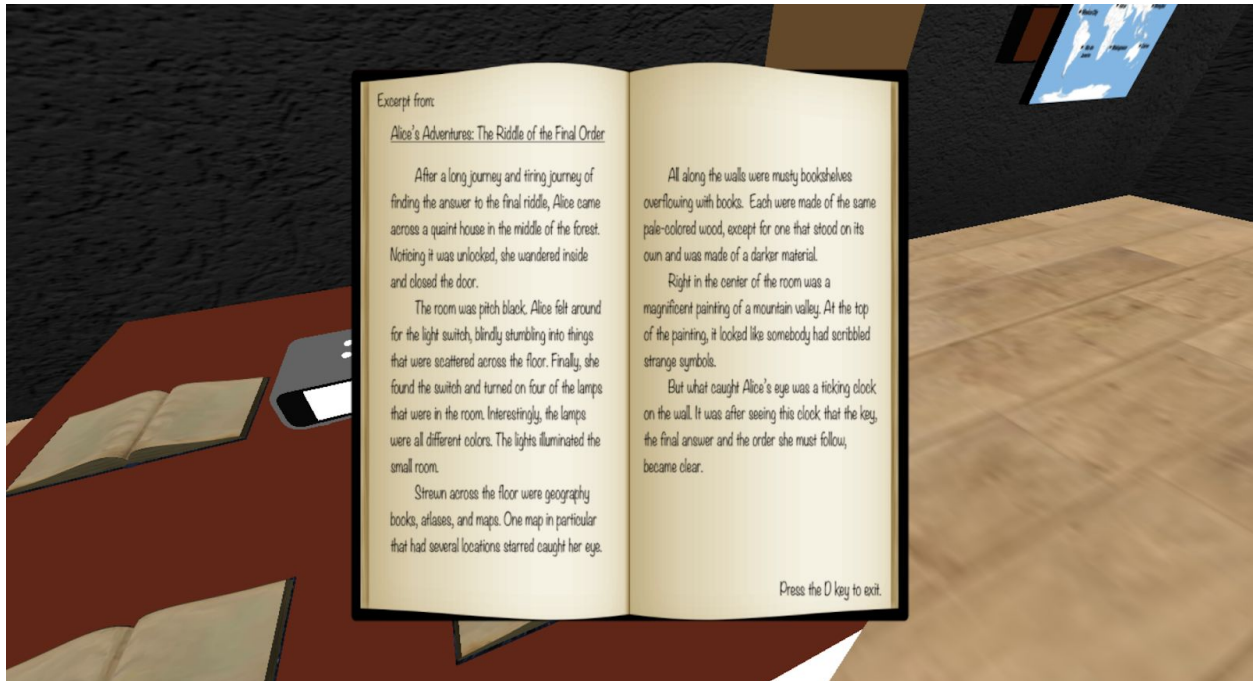 Excerpt from:
Alice's Adventures: The Riddle of the Final Order
After a long journey and tiring journey of
finding the answer to the final riddle, Alice came
across a quaint house in the middle of the forest.
Noticing it was unlocked, she wandered inside
and closed the door.
The room was pitch black. Alice felt around
for the light switch, blindly stumbling into things
that were scattered across the floor. Finally, she
found the switch and turned on four of the lamps
that were in the room. Interestingly, the lamps
were all different colors. The lights illuminated the
small room.
Strewn across the floor were geography
books, atlases, and maps. One map in particular
that had several locations starred caught her eye.
All along the walls were musty bookshelves
overflowing with books. Each were made of the same
pale-colored wood, except for one that stood on its
own and was made of a darker material.
Right in the center of the room was a
magnificent painting of a mountain valley. At the top
of the painting, it looked like somebody had scribbled
strange symbols.
But what caught Alice's eye was a ticking clock
on the wall. It was after seeing this clock that the key,
the final answer and the order she must follow,
became clear.
Press the D key to exit.